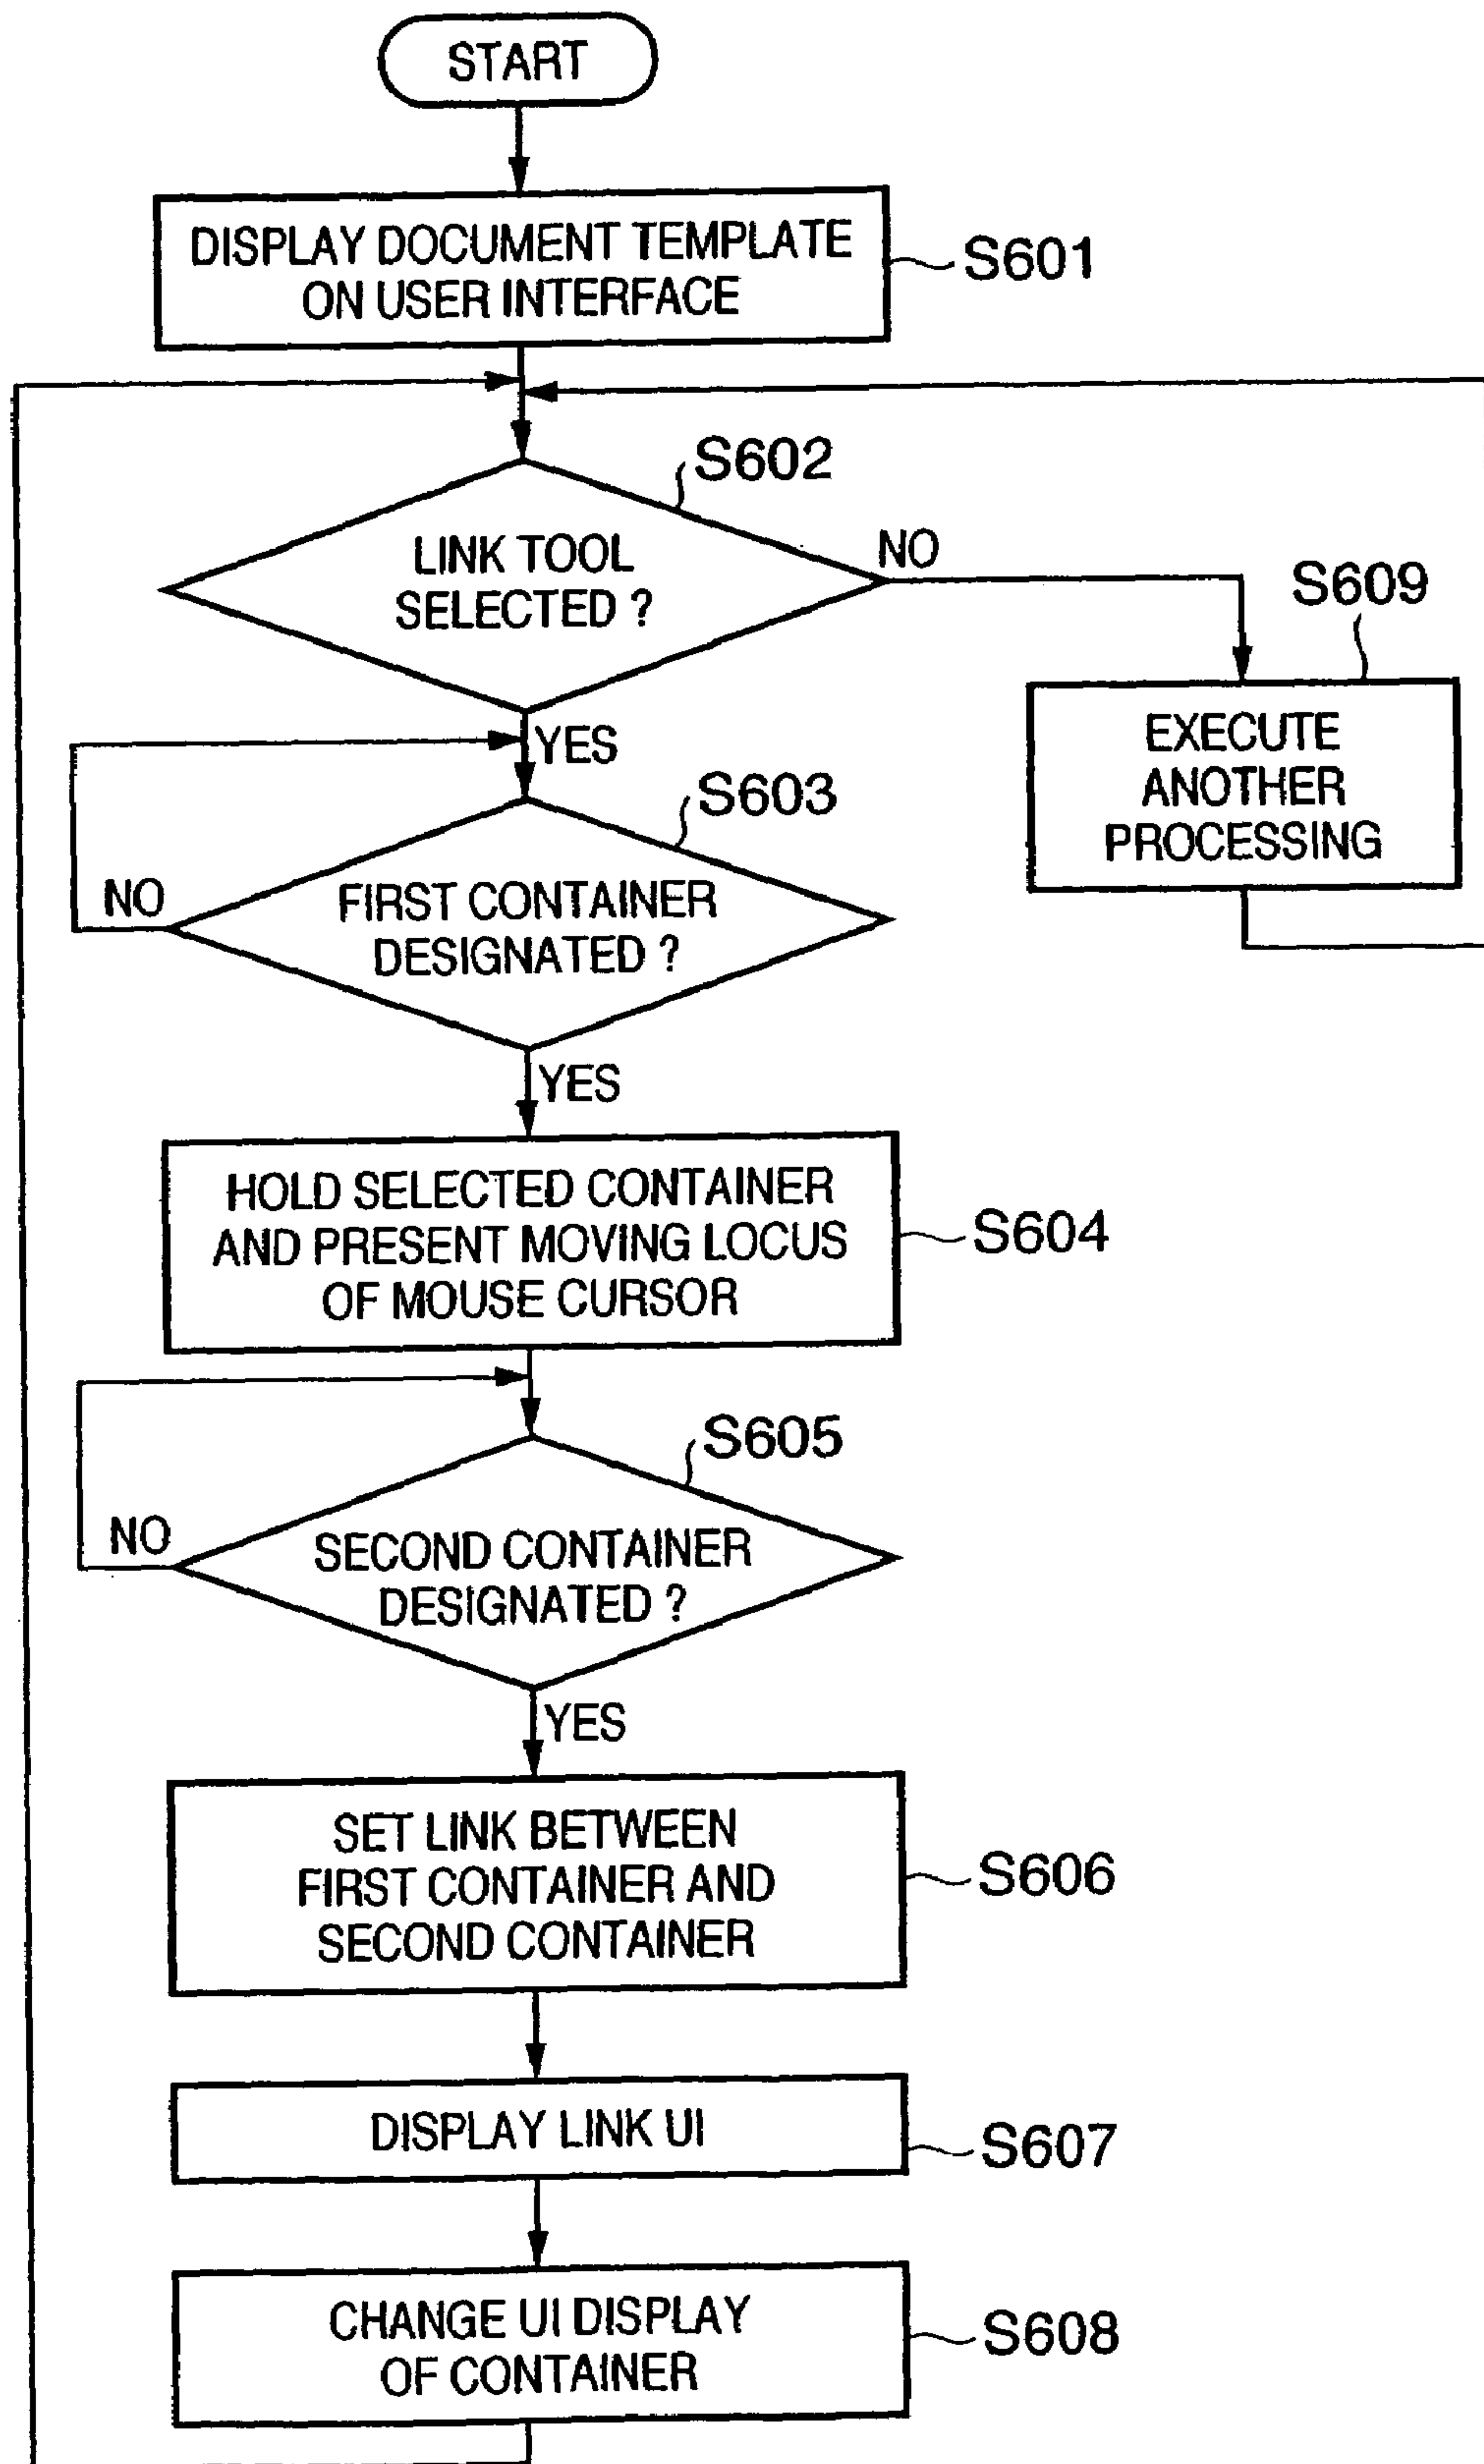 START
DISPLAY DOCUMENT TEMPLATE
ON USER INTERFACE
S601
S602
LINK TOOL
SELECTED ?
NO
S609
EXECUTE
ANOTHER
PROCESSING
YES
S603
FIRST CONTAINER
DESIGNATED ?
NO
YES
HOLD SELECTED CONTAINER
AND PRESENT MOVING LOCUS
OF MOUSE CURSOR
S604
S605
SECOND CONTAINER
DESIGNATED ?
NO
YES
SET LINK BETWEEN
FIRST CONTAINER AND
SECOND CONTAINER
S606
DISPLAY LINK UI
S607
CHANGE UI DISPLAY
OF CONTAINER
S608